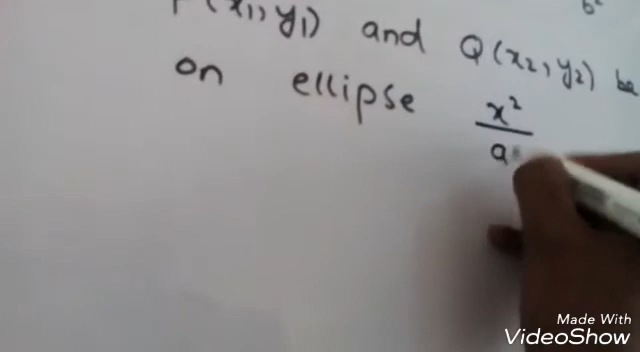 P(x₁, y₁) and Q(x₂, y₂) be
on ellipse x²/a
Made With
VideoShow